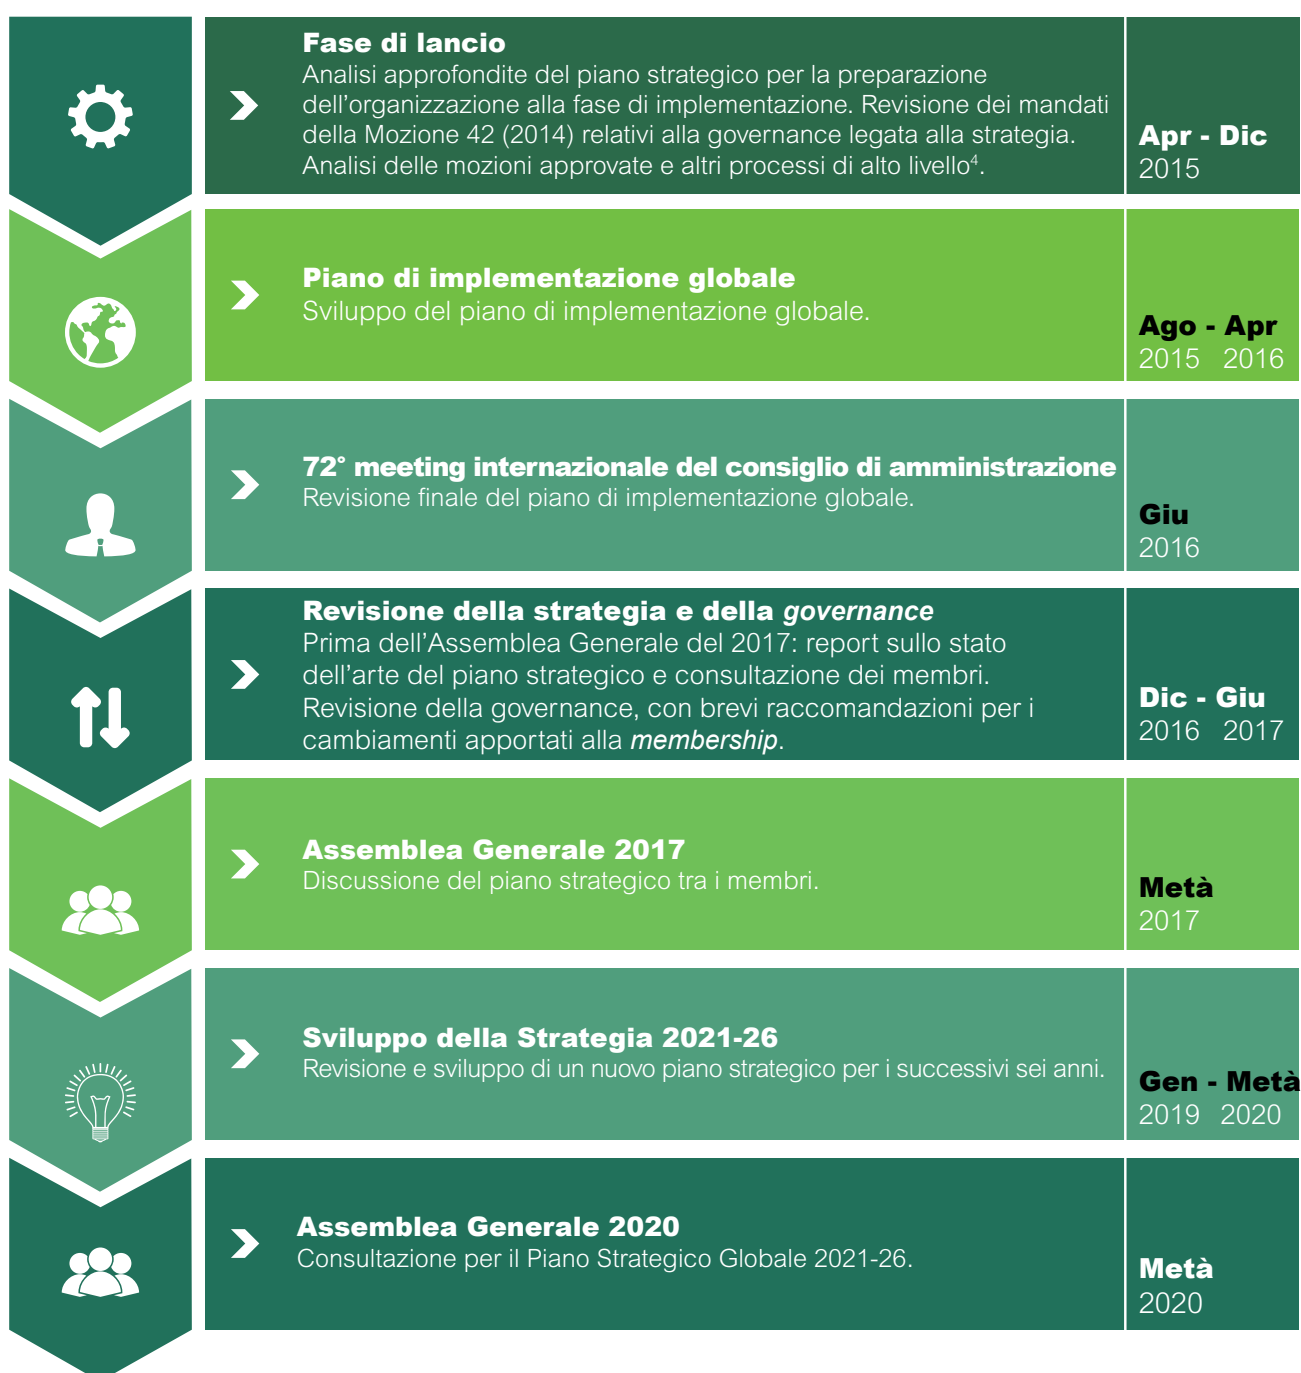 Fase di lancio
Analisi approfondite del piano strategico per la preparazione
dell’organizzazione alla fase di implementazione. Revisione dei mandati
della Mozione 42 (2014) relativi alla governance legata alla strategia.
Analisi delle mozioni approvate e altri processi di alto livello⁴.
Apr - Dic
2015
Piano di implementazione globale
Sviluppo del piano di implementazione globale.
Ago - Apr
2015 2016
72° meeting internazionale del consiglio di amministrazione
Revisione finale del piano di implementazione globale.
Giu
2016
Revisione della strategia e della governance
Prima dell’Assemblea Generale del 2017: report sullo stato
dell’arte del piano strategico e consultazione dei membri.
Revisione della governance, con brevi raccomandazioni per i
cambiamenti apportati alla membership.
Dic - Giu
2016 2017
Assemblea Generale 2017
Discussione del piano strategico tra i membri.
Metà
2017
Sviluppo della Strategia 2021-26
Revisione e sviluppo di un nuovo piano strategico per i successivi sei anni.
Gen - Metà
2019 2020
Assemblea Generale 2020
Consultazione per il Piano Strategico Globale 2021-26.
Metà
2020